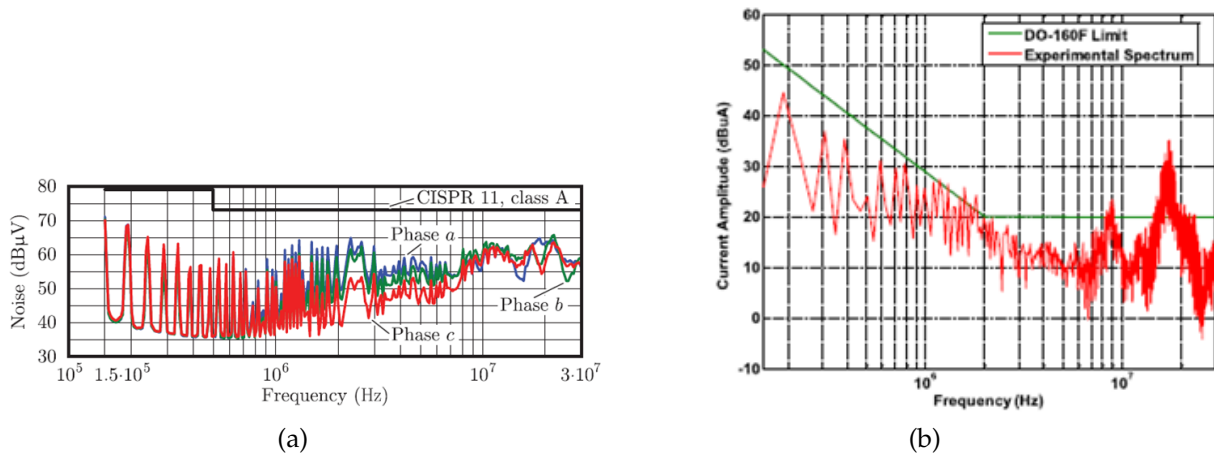 80
70
60
50
40
30
Noise (dBµV)
CISPR 11, class A
Phase a
Phase b
Phase c
10⁵
1.5·10⁵
10⁶
10⁷
3·10⁷
Frequency (Hz)
(a)
60
50
40
30
20
10
0
-10
Current Amplitude (dBuA)
DO-160F Limit
Experimental Spectrum
10⁶
10⁷
Frequency (Hz)
(b)